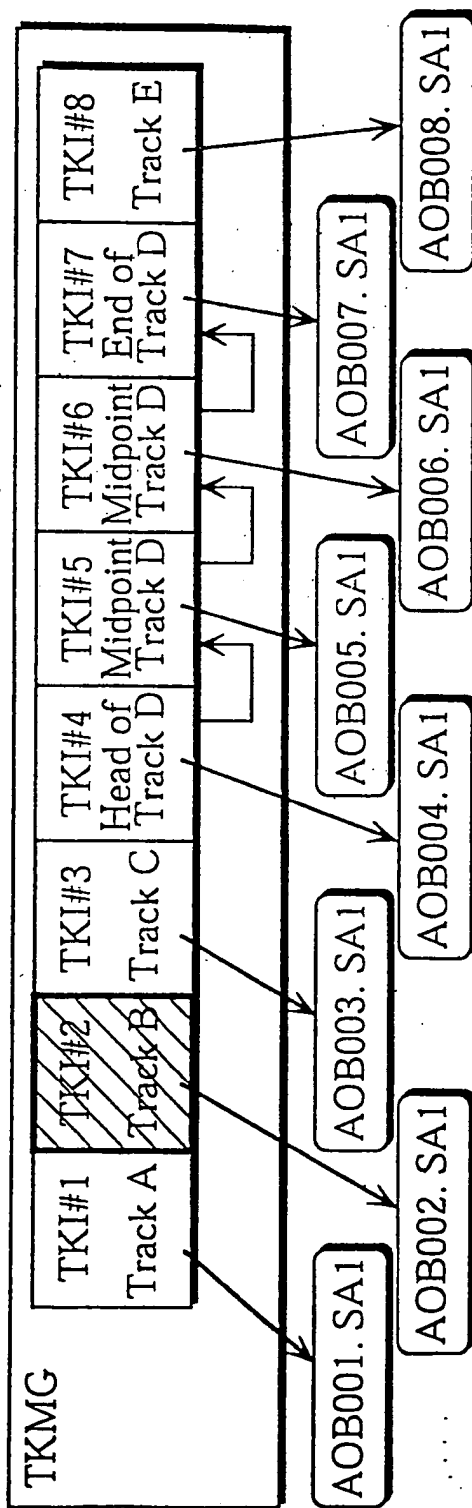 TKMG
TKI#1
Track A
TKI#2
Track B
TKI#3
Track C
TKI#4
Head of
Track D
TKI#5
Midpoint
Track D
TKI#6
Midpoint
Track D
TKI#7
End of
Track D
TKI#8
Track E
AOB001. SA1
AOB002. SA1
AOB003. SA1
AOB004. SA1
AOB005. SA1
AOB006. SA1
AOB007. SA1
AOB008. SA1